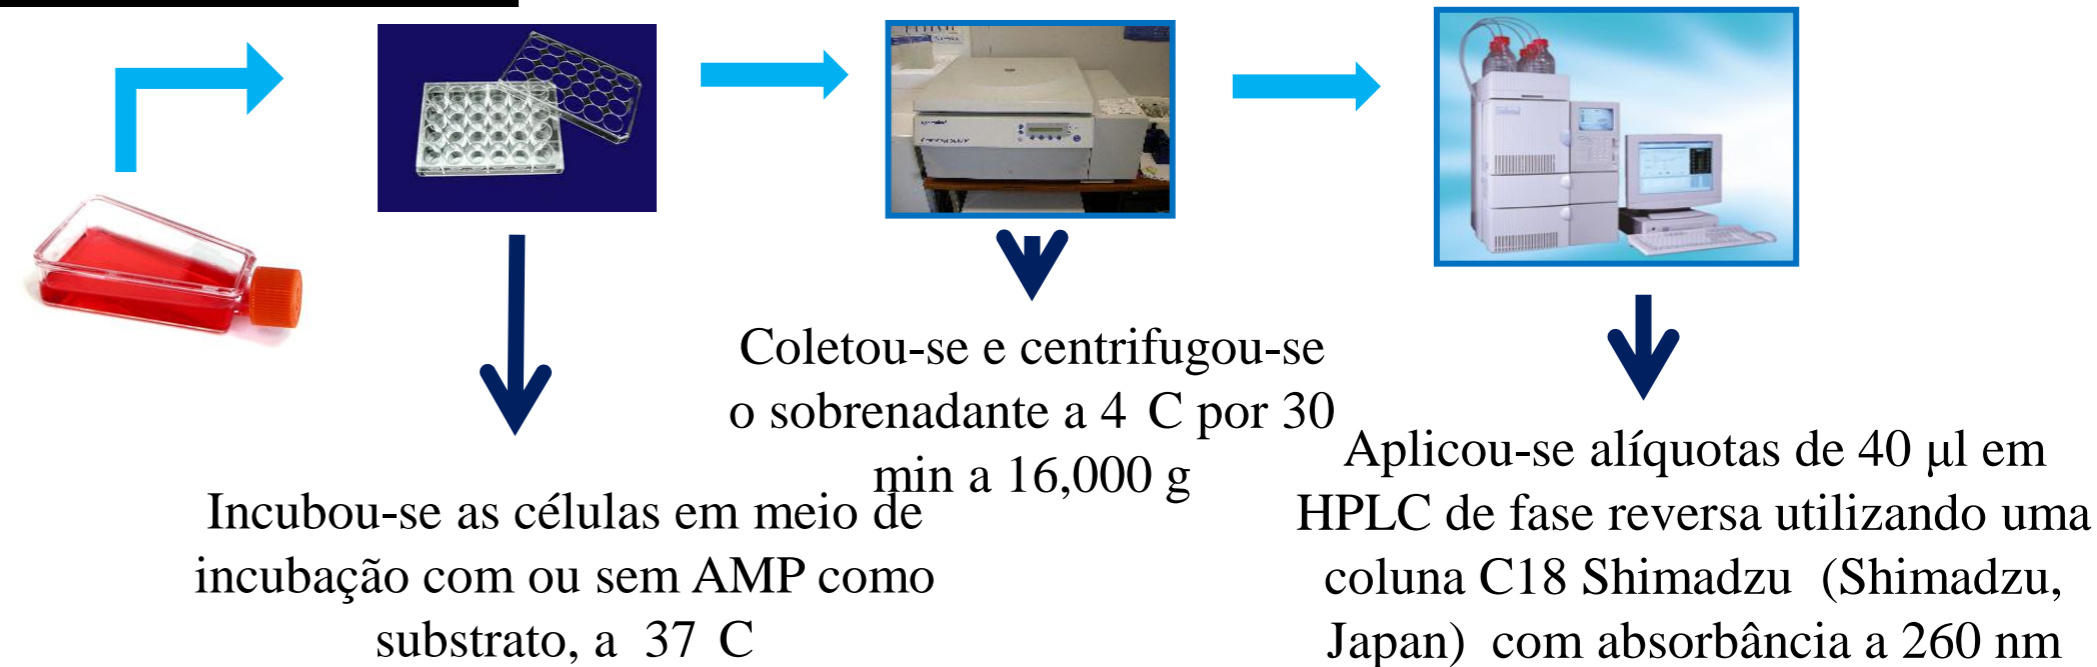 Coletou-se e centrifugou-se
o sobrenadante a 4 C por 30
min a 16,000 g
Incubou-se as células em meio de
incubação com ou sem AMP como
substrato, a 37 C
Aplicou-se alíquotas de 40 μl em
HPLC de fase reversa utilizando uma
coluna C18 Shimadzu (Shimadzu,
Japan) com absorbância a 260 nm